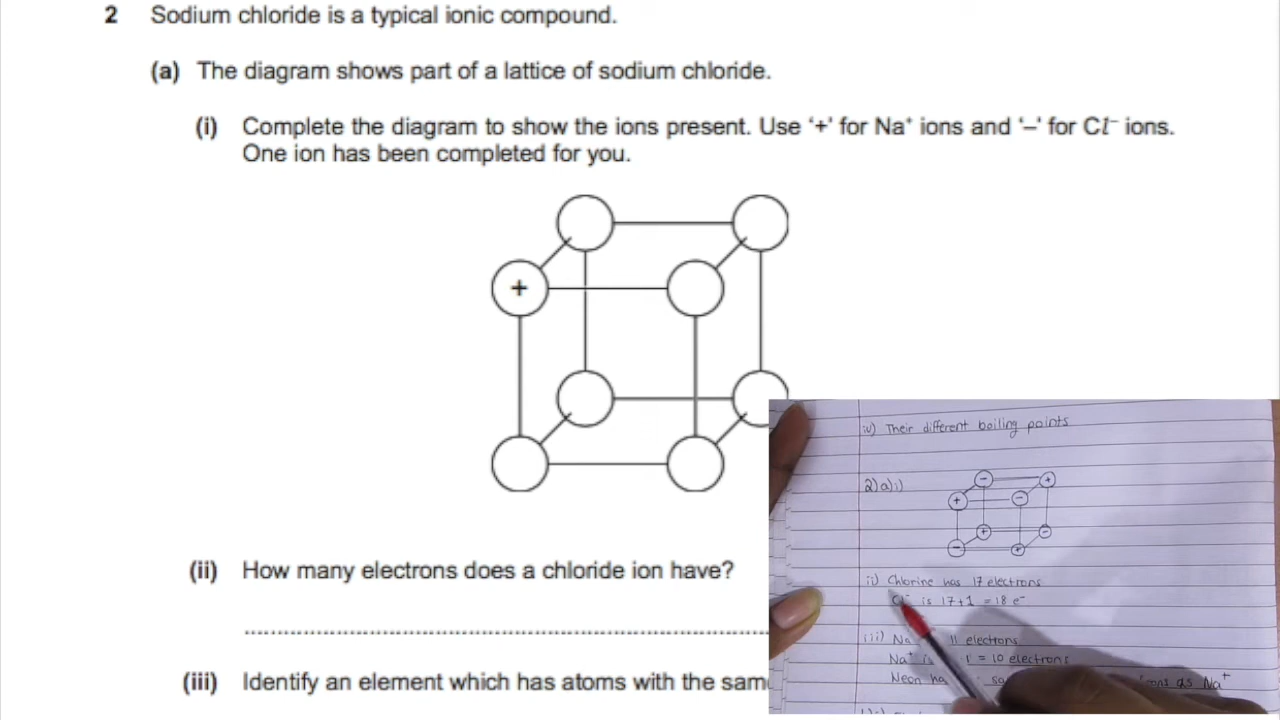 2 Sodium chloride is a typical ionic compound.
(a) The diagram shows part of a lattice of sodium chloride.
(i) Complete the diagram to show the ions present. Use ‘+’ for Na⁺ ions and ‘–’ for Cl⁻ ions.
One ion has been completed for you.
+
(ii) How many electrons does a chloride ion have?
(iii) Identify an element which has atoms with the
iv) Their different boiling points
2)a)i)
- +
+ -
+ -
- +
ii) Chlorine has 17 electrons
Cl⁻ is 17+1 = 18 e⁻
iii) Na 11 electrons
Na⁺ = 10 electrons
Neon as Na⁺